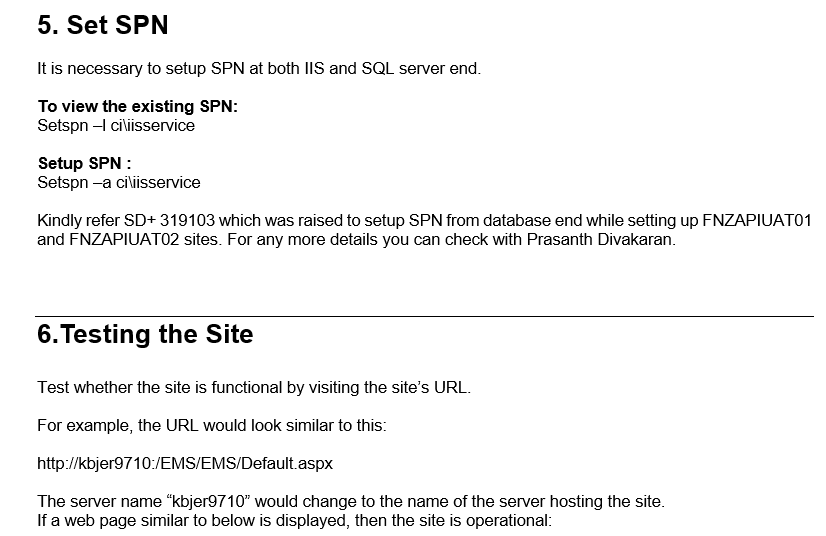 5. Set SPN
It is necessary to setup SPN at both IIS and SQL server end.
To view the existing SPN:
Setspn –l ci\iisservice
Setup SPN :
Setspn –a ci\iisservice
Kindly refer SD+ 319103 which was raised to setup SPN from database end while setting up FNZAPIUAT01
and FNZAPIUAT02 sites. For any more details you can check with Prasanth Divakaran.
6.Testing the Site
Test whether the site is functional by visiting the site’s URL.
For example, the URL would look similar to this:
http://kbjer9710:/EMS/EMS/Default.aspx
The server name “kbjer9710” would change to the name of the server hosting the site.
If a web page similar to below is displayed, then the site is operational: